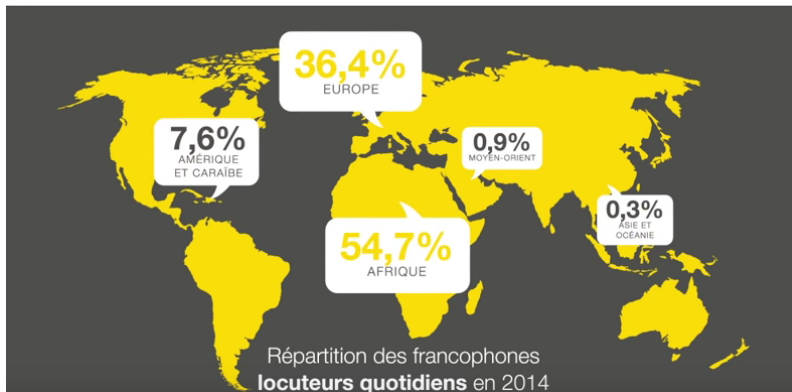 36,4%
EUROPE
7,6%
AMÉRIQUE
ET CARAÏBE
0,9%
MOYEN-ORIENT
0,3%
ASIE ET
OCÉANIE
54,7%
AFRIQUE
Répartition des francophones
locuteurs quotidiens en 2014